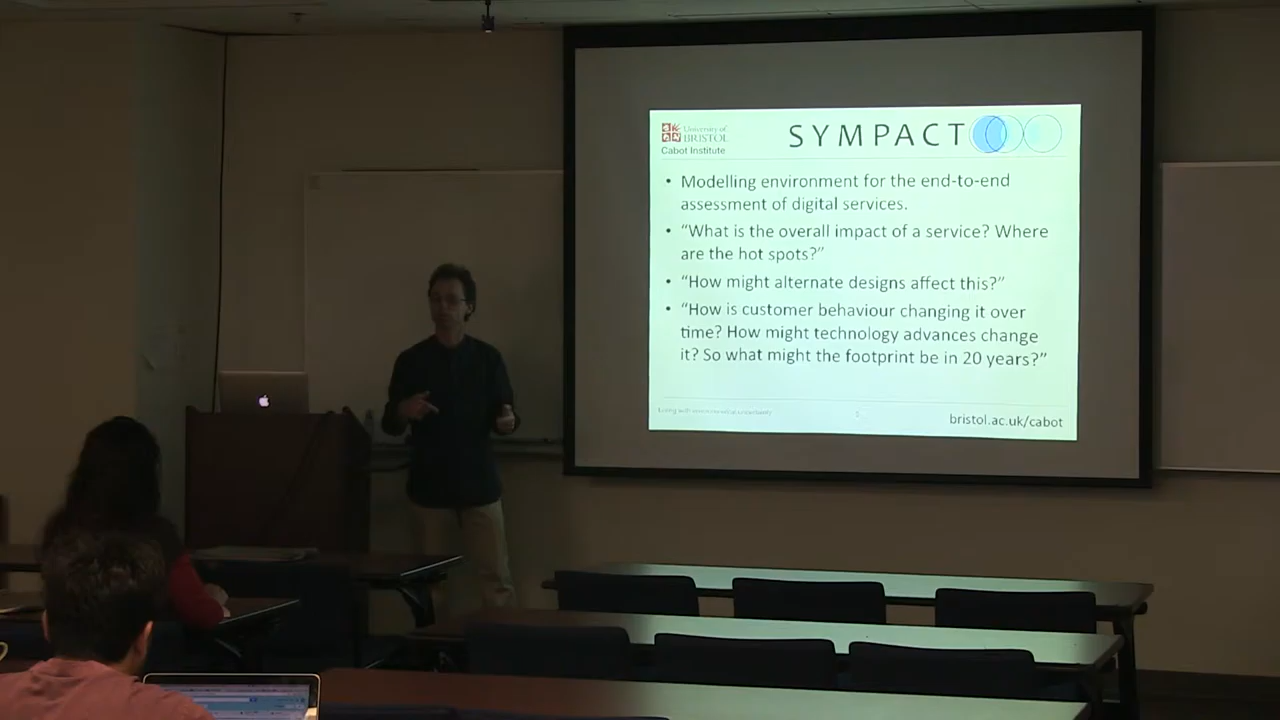 University of
BRISTOL
Cabot Institute
SYMPACT
• Modelling environment for the end-to-end
assessment of digital services.
• “What is the overall impact of a service? Where
are the hot spots?”
• “How might alternate designs affect this?”
• “How is customer behaviour changing it over
time? How might technology advances change
it? So what might the footprint be in 20 years?”
bristol.ac.uk/cabot